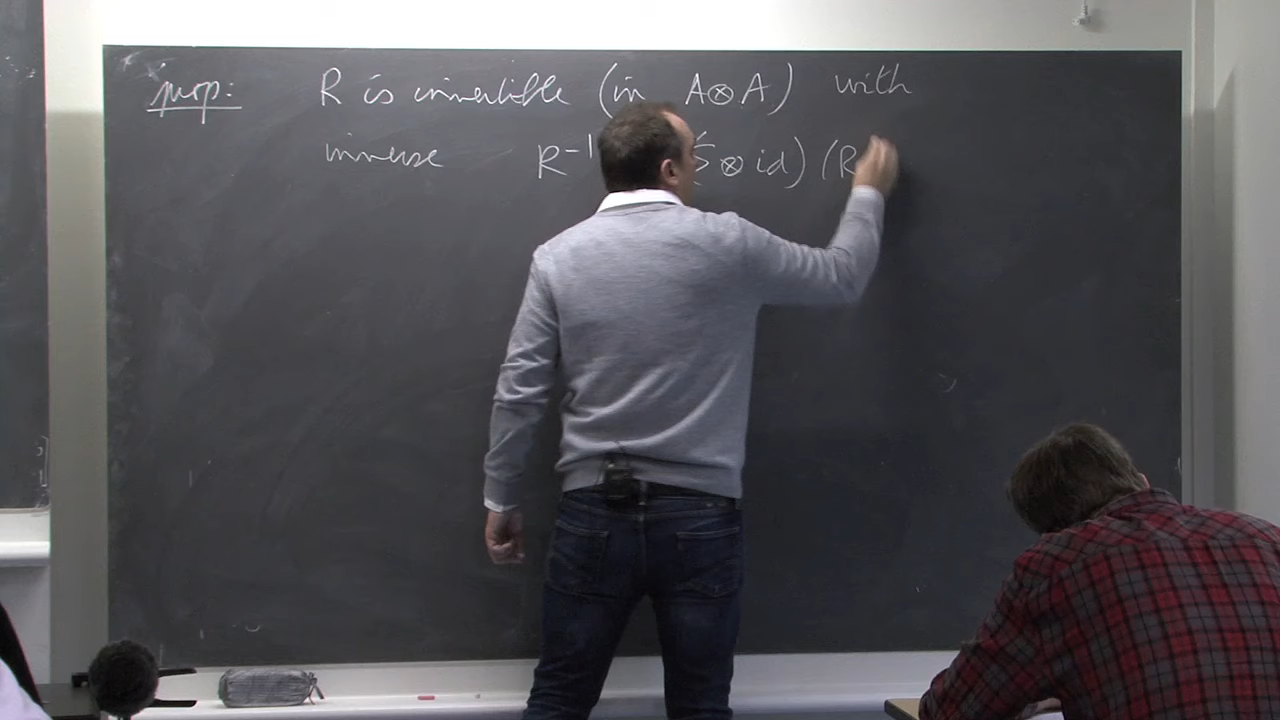 prop: R is invertible (in A⊗A) with
inverse R⁻¹ S⊗id)(R